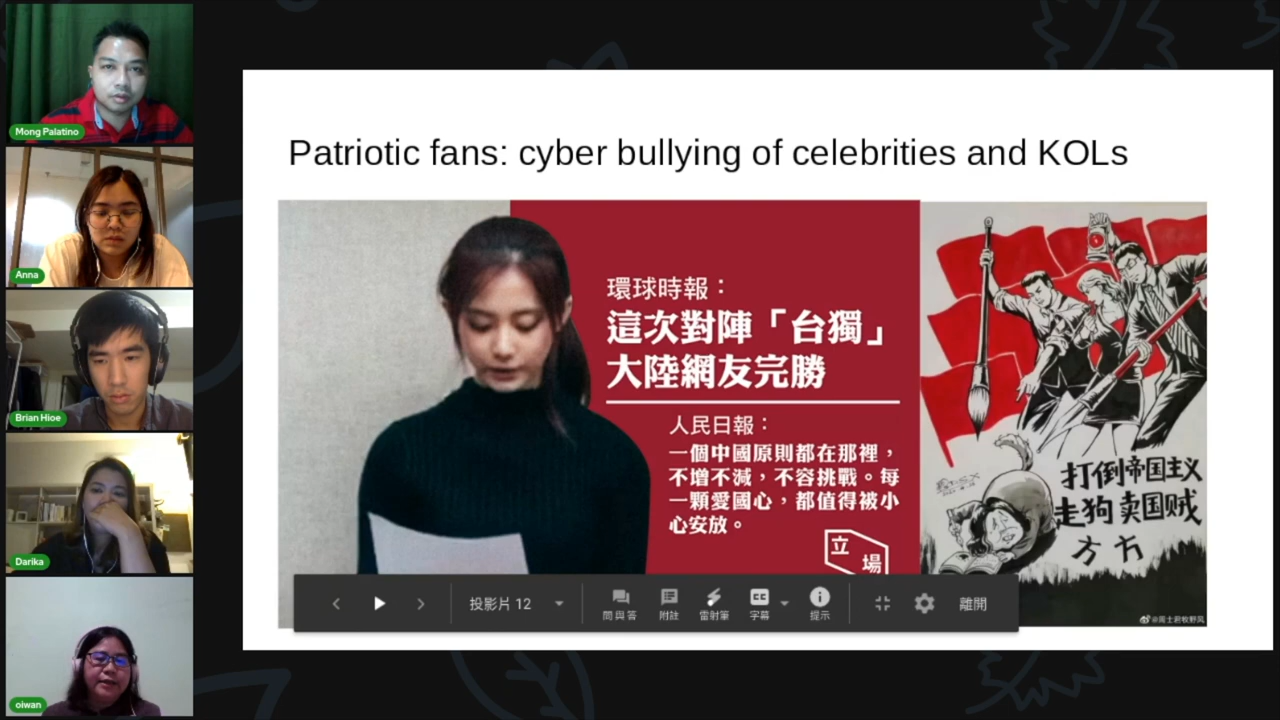 Mong Palatino
Anna
Brian Hioe
Darika
oiwan
Patriotic fans: cyber bullying of celebrities and KOLs
環球時報：
這次對陣「台獨」
大陸網友完勝
人民日報：
一個中國原則都在那裡，
不增不減，不容挑戰。每
一顆愛國心，都值得被小
心安放。
立
場
打倒帝国主义
走狗卖国贼
方方
投影片 12
問與答
附註
雷射筆
字幕
提示
離開